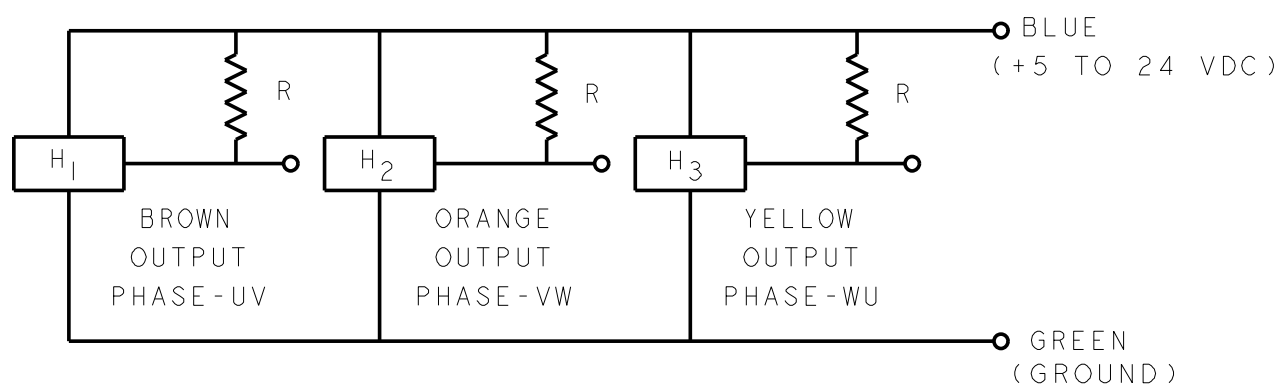 BLUE
(+5 TO 24 VDC)
R
R
R
H1
H2
H3
BROWN
OUTPUT
PHASE-UV
ORANGE
OUTPUT
PHASE-VW
YELLOW
OUTPUT
PHASE-WU
GREEN
(GROUND)